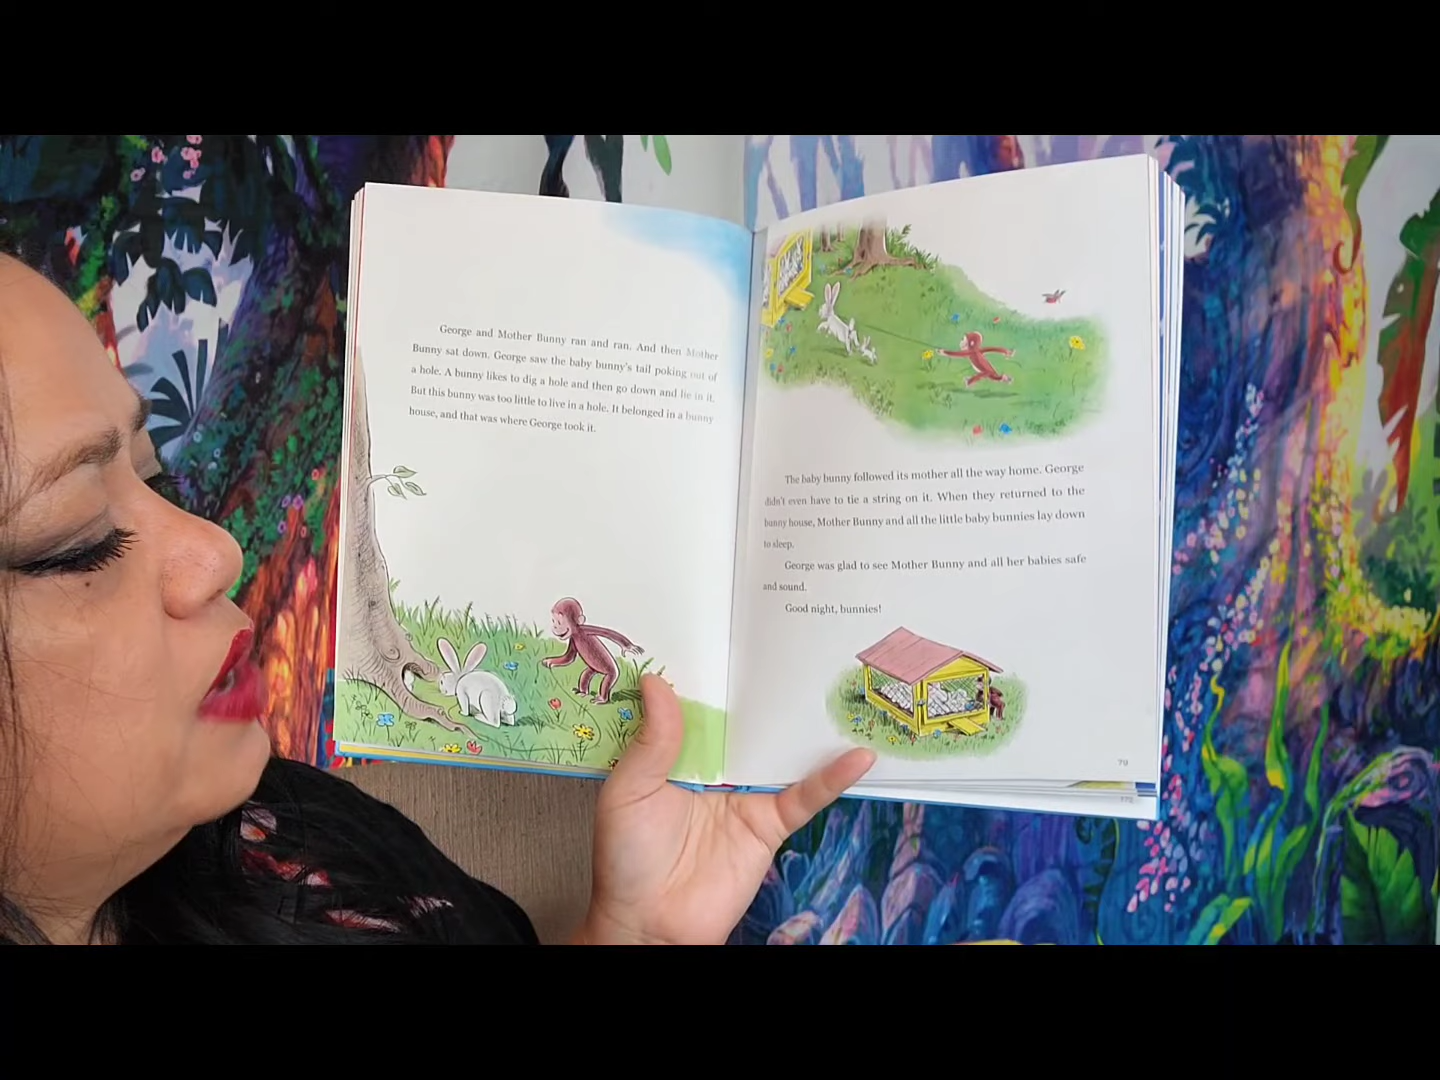 George and Mother Bunny ran and ran. And then Mother
Bunny sat down. George saw the baby bunny's tail poking out of
a hole. A bunny likes to dig a hole and then go down and lie in it.
But this bunny was too little to live in a hole. It belonged in a bunny
house, and that was where George took it.
The baby bunny followed its mother all the way home. George
didn't even have to tie a string on it. When they returned to the
bunny house, Mother Bunny and all the little baby bunnies lay down
to sleep.
George was glad to see Mother Bunny and all her babies safe
and sound.
Good night, bunnies!
79
172